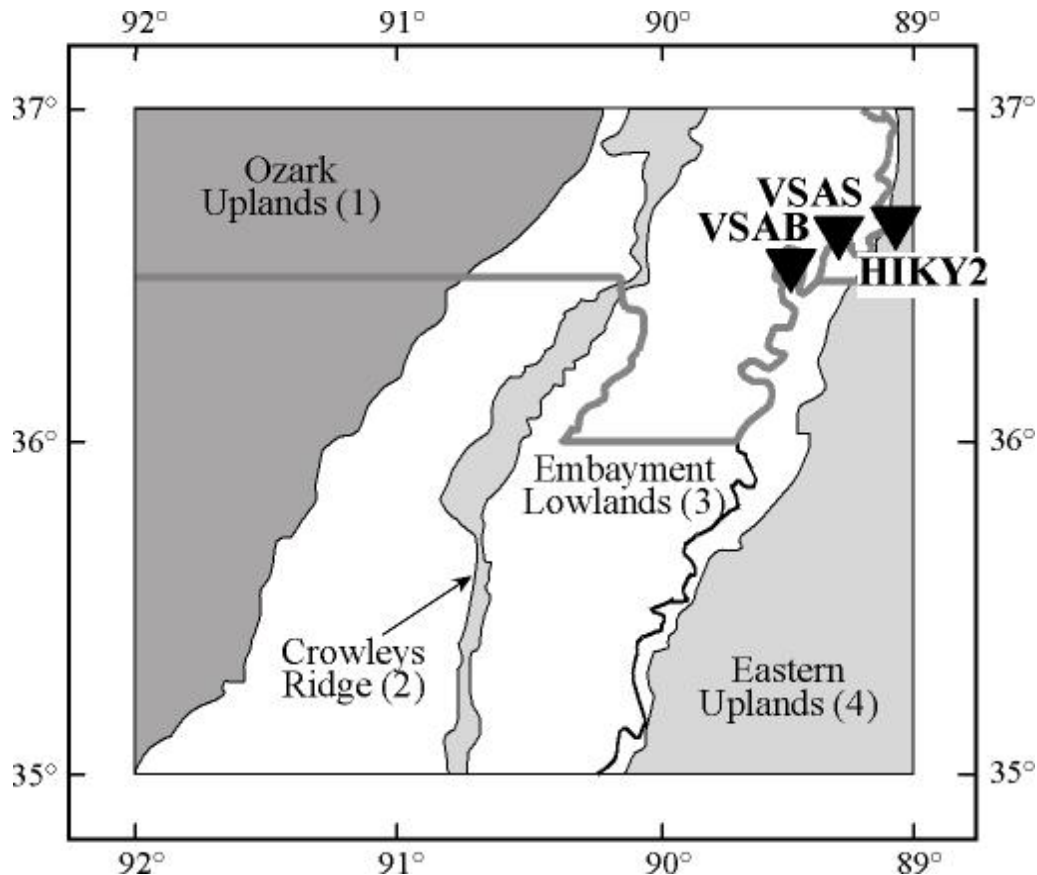 92°
91°
90°
89°
37°
37°
Ozark
Uplands (1)
VSAS
VSAB
HIKY2
36°
36°
Embayment
Lowlands (3)
Crowleys
Ridge (2)
Eastern
Uplands (4)
35°
35°
92°
91°
90°
89°